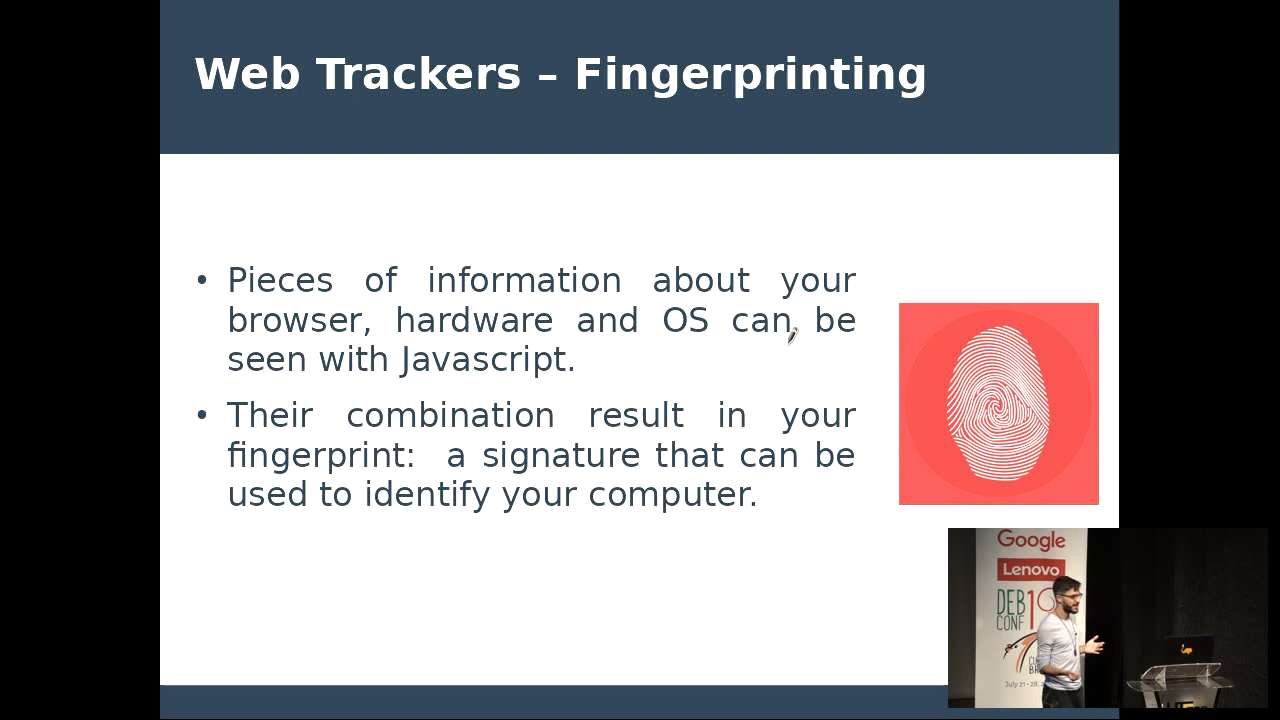 Web Trackers – Fingerprinting
• Pieces of information about your
browser, hardware and OS can be
seen with Javascript.
• Their combination result in your
fingerprint: a signature that can be
used to identify your computer.
Google
Lenovo
DEB
CONF
July 21 - 28,